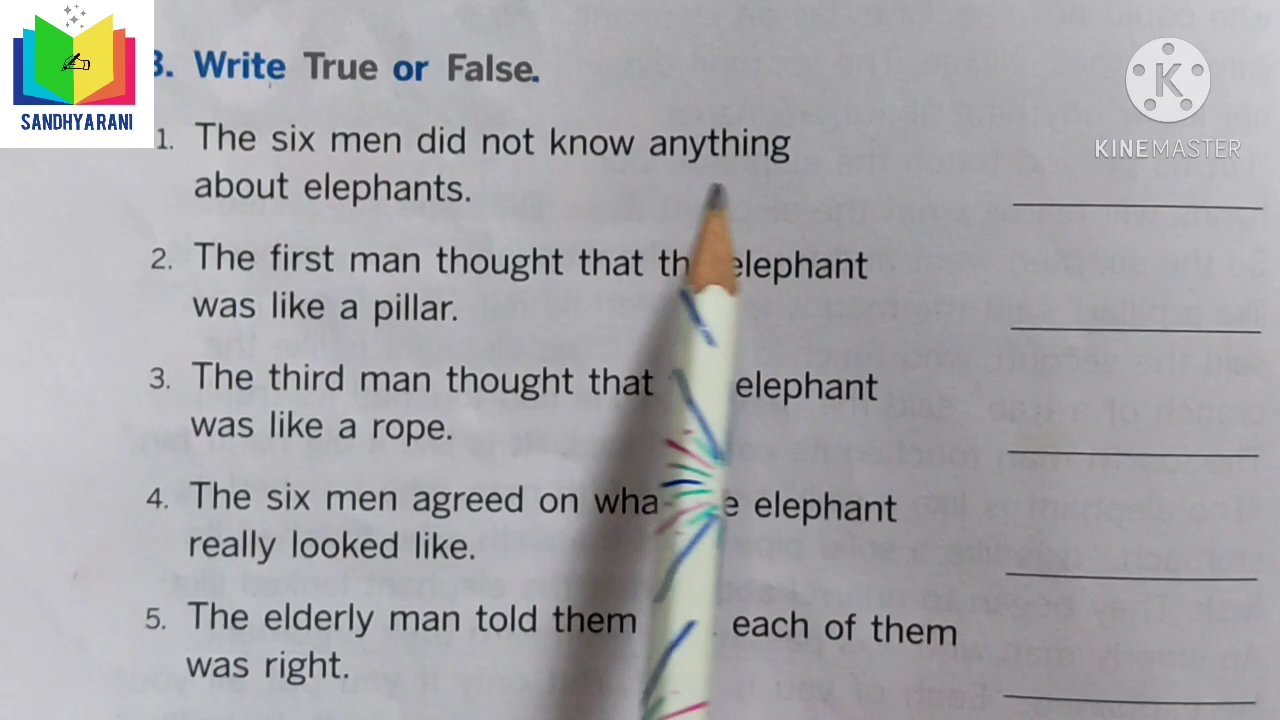 SANDHYARANI
K
KINEMASTER
3. Write True or False.
1. The six men did not know anything
about elephants.
2. The first man thought that elephant
was like a pillar.
3. The third man thought that elephant
was like a rope.
4. The six men agreed on elephant
really looked like.
5. The elderly man told them each of them
was right.